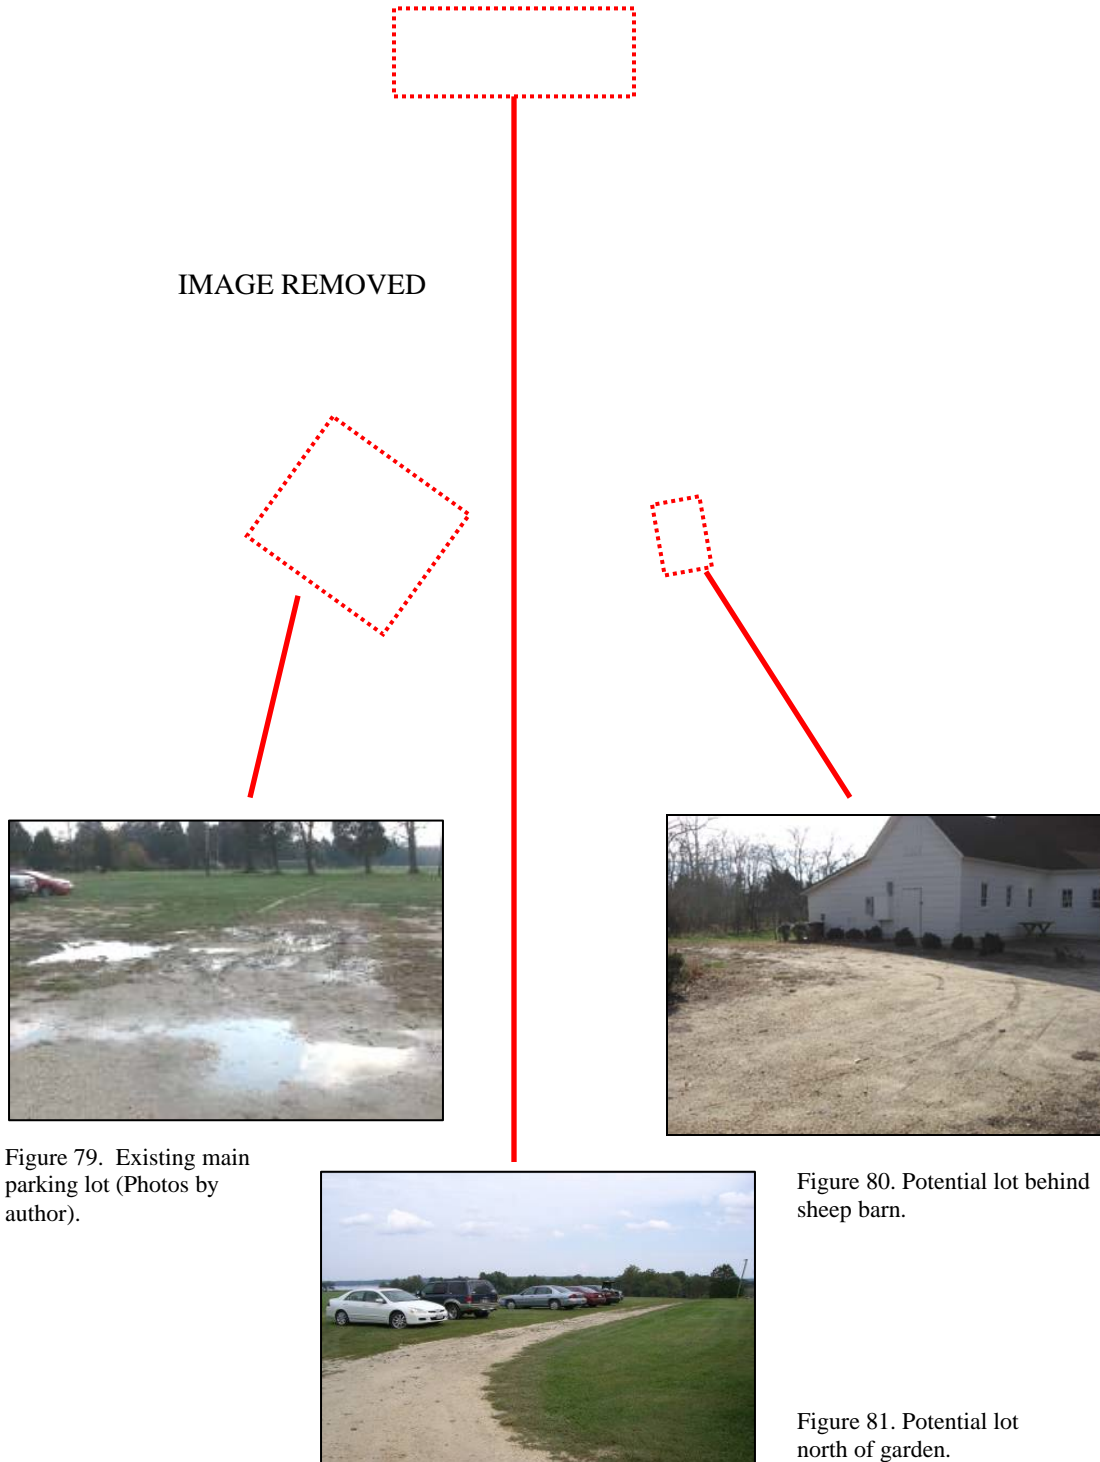 IMAGE REMOVED
Figure 79.  Existing main
parking lot (Photos by
author).
Figure 80. Potential lot behind
sheep barn.
Figure 81. Potential lot
north of garden.